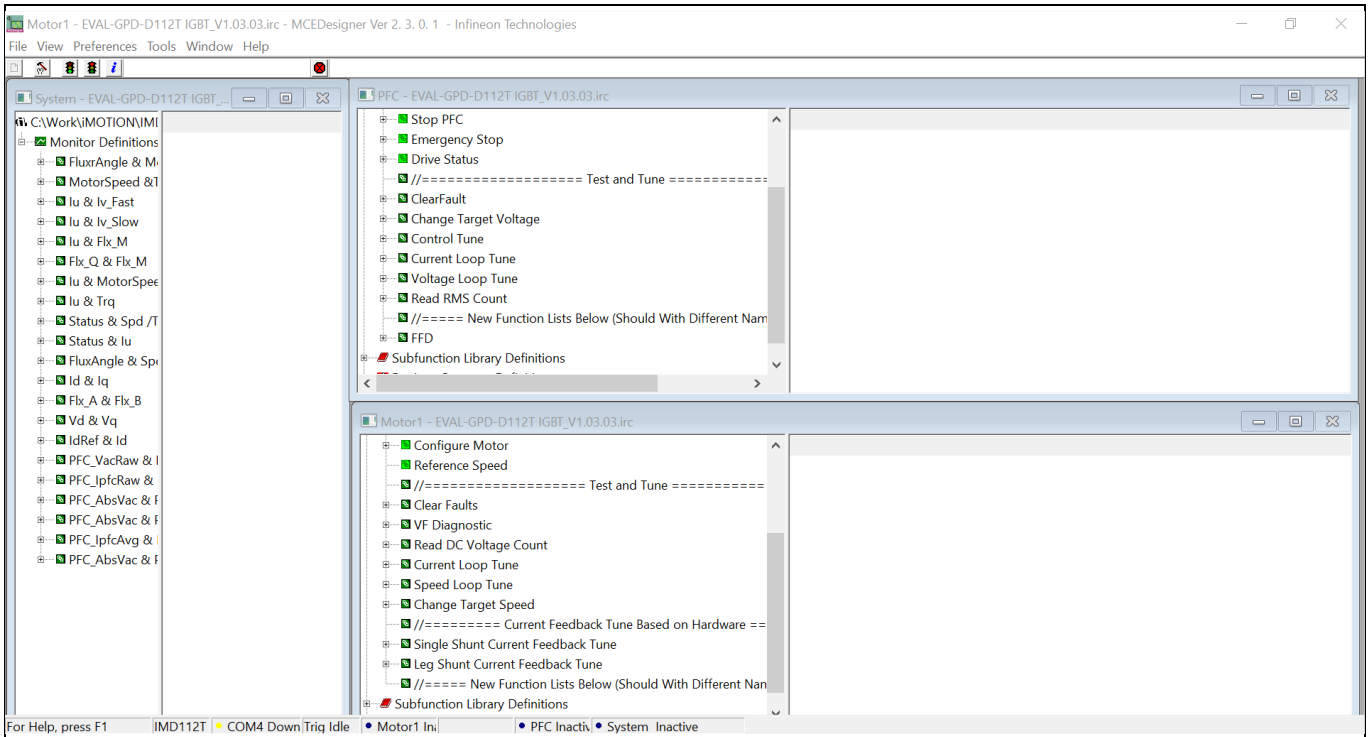 Motor1 - EVAL-GPD-D112T IGBT_V1.03.03.irc - MCEDesigner Ver 2. 3. 0. 1 - Infineon Technologies
File View Preferences Tools Window Help
System - EVAL-GPD-D112T IGBT_...
C:\Work\iMOTION\IMI
Monitor Definitions
FluxrAngle & Mo
MotorSpeed &T
Iu & Iv_Fast
Iu & Iv_Slow
Iu & Flx_M
Flx_Q & Flx_M
Iu & MotorSpee
Iu & Trq
Status & Spd /T
Status & Iu
FluxAngle & Spe
Id & Iq
Flx_A & Flx_B
Vd & Vq
IdRef & Id
PFC_VacRaw & I
PFC_IpfcRaw &
PFC_AbsVac & F
PFC_AbsVac & F
PFC_IpfcAvg &
PFC_AbsVac & F
PFC - EVAL-GPD-D112T IGBT_V1.03.03.irc
Stop PFC
Emergency Stop
Drive Status
//=================== Test and Tune ============
ClearFault
Change Target Voltage
Control Tune
Current Loop Tune
Voltage Loop Tune
Read RMS Count
//===== New Function Lists Below (Should With Different Nam
FFD
Subfunction Library Definitions
Motor1 - EVAL-GPD-D112T IGBT_V1.03.03.irc
Configure Motor
Reference Speed
//=================== Test and Tune ===========
Clear Faults
VF Diagnostic
Read DC Voltage Count
Current Loop Tune
Speed Loop Tune
Change Target Speed
//========= Current Feedback Tune Based on Hardware ==
Single Shunt Current Feedback Tune
Leg Shunt Current Feedback Tune
//===== New Function Lists Below (Should With Different Nan
Subfunction Library Definitions
For Help, press F1 IMD112T COM4 Down Trig Idle Motor1 Ina PFC Inactiv System Inactive